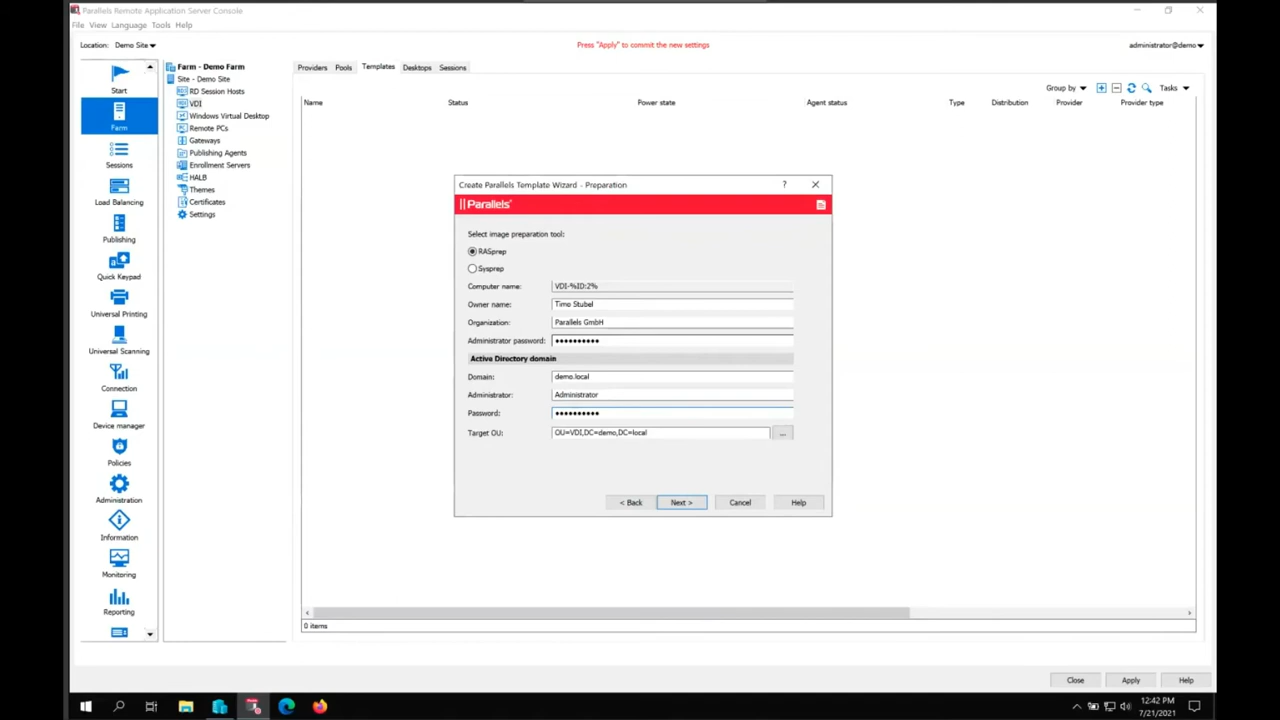 Parallels Remote Application Server Console
File View Language Tools Help
Location: Demo Site
Press "Apply" to commit the new settings
administrator@demo
Start
Farm
Sessions
Load Balancing
Publishing
Quick Keypad
Universal Printing
Universal Scanning
Connection
Device manager
Policies
Administration
Information
Monitoring
Reporting
Farm - Demo Farm
Site - Demo Site
RD Session Hosts
VDI
Windows Virtual Desktop
Remote PCs
Gateways
Publishing Agents
Enrollment Servers
HALB
Themes
Certificates
Settings
Providers Pools Templates Desktops Sessions
Group by Tasks
Name Status Power state Agent status Type Distribution Provider Provider type
Create Parallels Template Wizard - Preparation ?
Parallels
Select image preparation tool:
RASprep
Sysprep
Computer name: VDI-%ID:2%
Owner name: Timo Stubel
Organization: Parallels GmbH
Administrator password: ●●●●●●●●●●
Active Directory domain
Domain: demo.local
Administrator: Administrator
Password: ●●●●●●●●●●
Target OU: OU=VDI,DC=demo,DC=local ...
< Back Next > Cancel Help
0 items
Close Apply Help
12:42 PM
7/21/2021